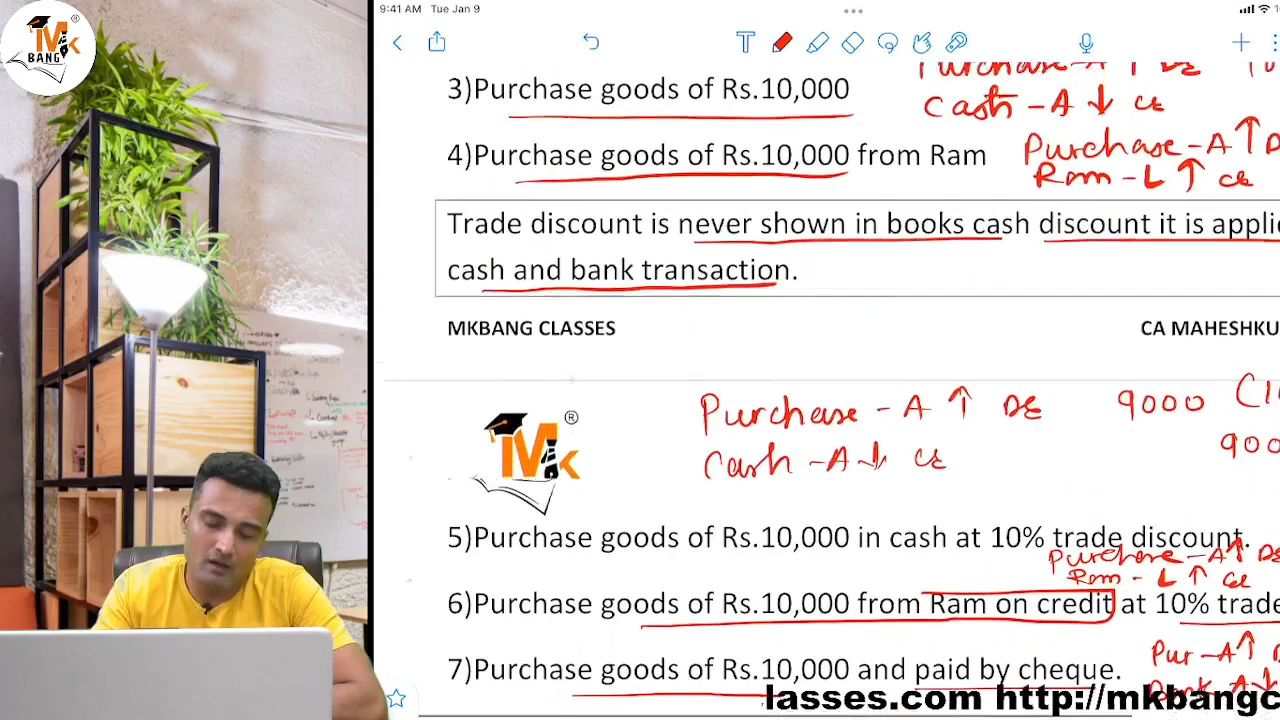 9:41 AM Tue Jan 9
MK
BANG
3)Purchase goods of Rs.10,000
Cash - A ↓ CR
4)Purchase goods of Rs.10,000 from Ram
Purchase - A ↑
Ram - L ↑ CR
Trade discount is never shown in books cash discount it is
cash and bank transaction.
MKBANG CLASSES
CA
Purchase - A ↑ DR 9000
Cash - A ↓ CR
MK
5)Purchase goods of Rs.10,000 in cash at 10% trade discount.
Purchase - A ↑
Ram - L ↑ CR
6)Purchase goods of Rs.10,000 from Ram on credit at 10%
7)Purchase goods of Rs.10,000 and paid by cheque.
Pur - A ↑
Bank A ↓
lasses.com http://mkbangc